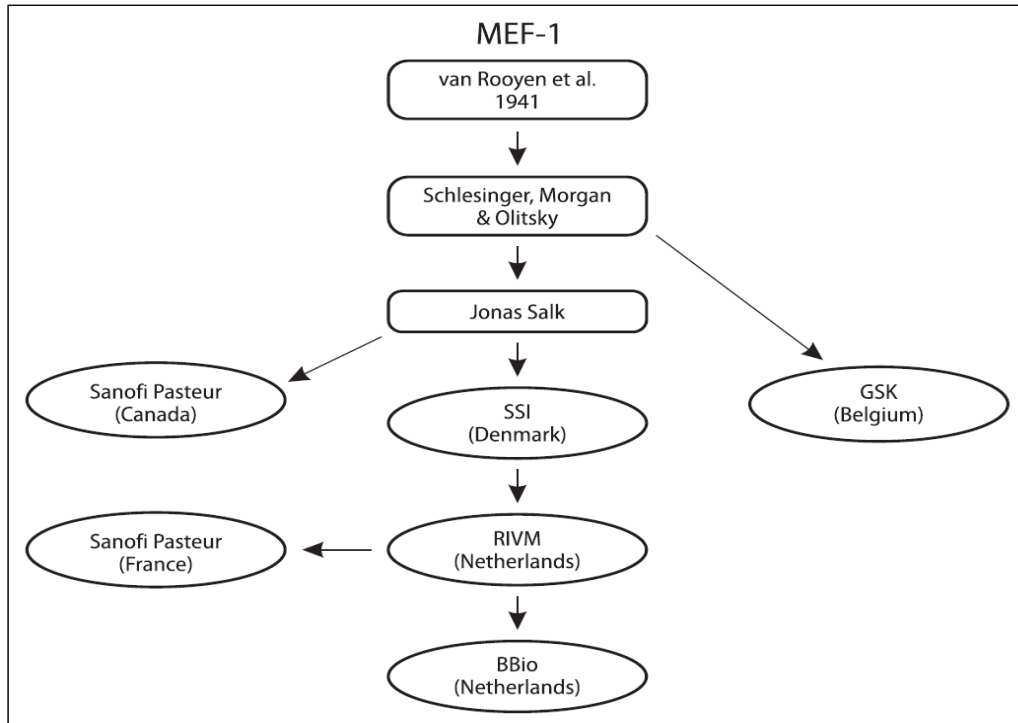 MEF-1
van Rooyen et al.
1941
Schlesinger, Morgan
& Olitsky
Jonas Salk
Sanofi Pasteur
(Canada)
SSI
(Denmark)
GSK
(Belgium)
Sanofi Pasteur
(France)
RIVM
(Netherlands)
BBio
(Netherlands)